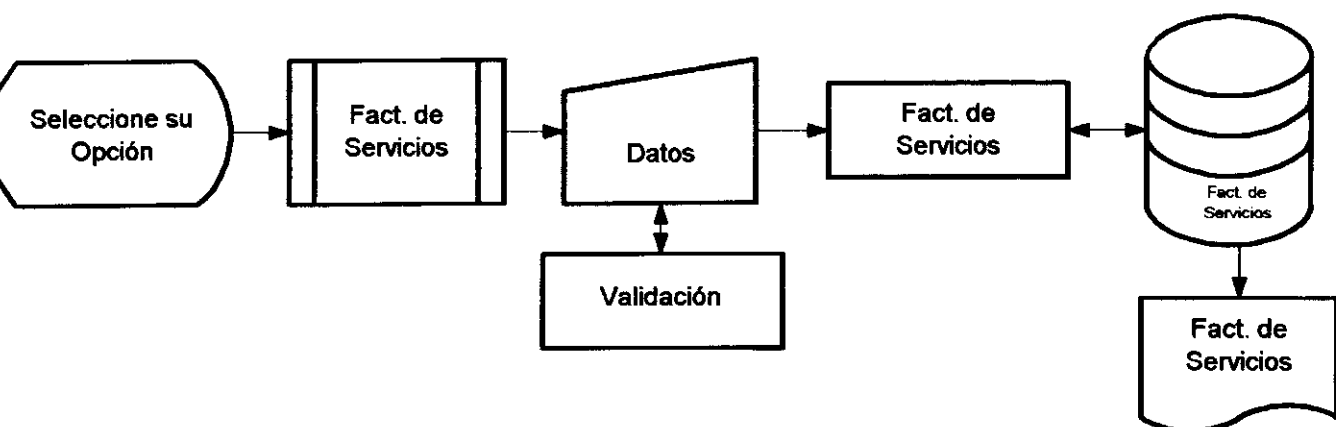 Seleccione su
Opción
Fact. de
Servicios
Datos
Validación
Fact. de
Servicios
Fact. de
Servicios
Fact. de
Servicios